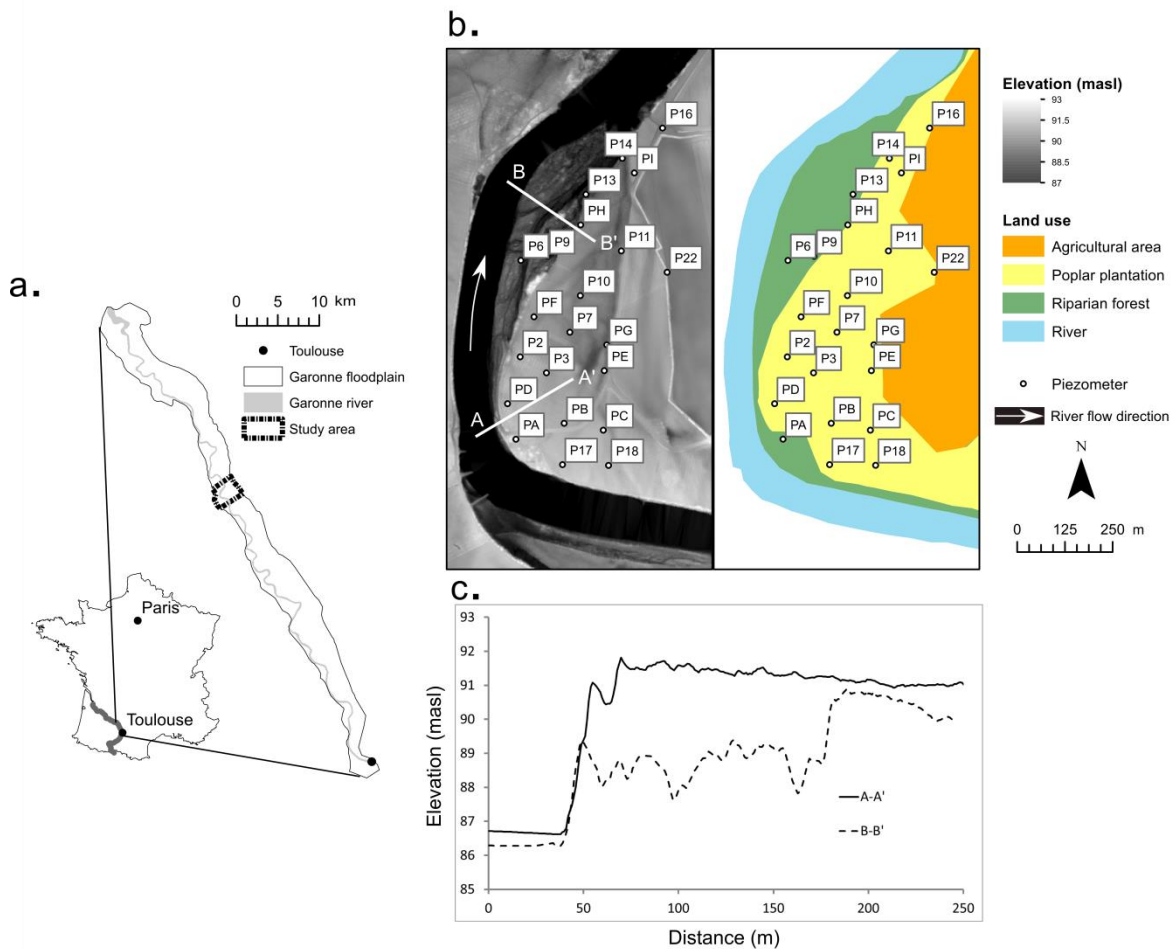 a.
0 5 10 km
Toulouse
Garonne floodplain
Garonne river
Study area
Paris
Toulouse
b.
P16
P14
PI
P13
B
PH
B'
P6
P9
P11
P22
P10
PF
P7
PG
P2
P3
PE
A'
PD
A
PA
PB
PC
P17
P18
P16
P14
PI
P13
PH
P6
P9
P11
P22
P10
PF
P7
PG
P2
P3
PE
PD
PB
PA
PC
P17
P18
Elevation (masl)
93
91.5
90
88.5
87
Land use
Agricultural area
Poplar plantation
Riparian forest
River
Piezometer
River flow direction
N
0 125 250 m
c.
Elevation (masl)
93
92
91
90
89
88
87
86
85
A-A'
B-B'
0 50 100 150 200 250
Distance (m)